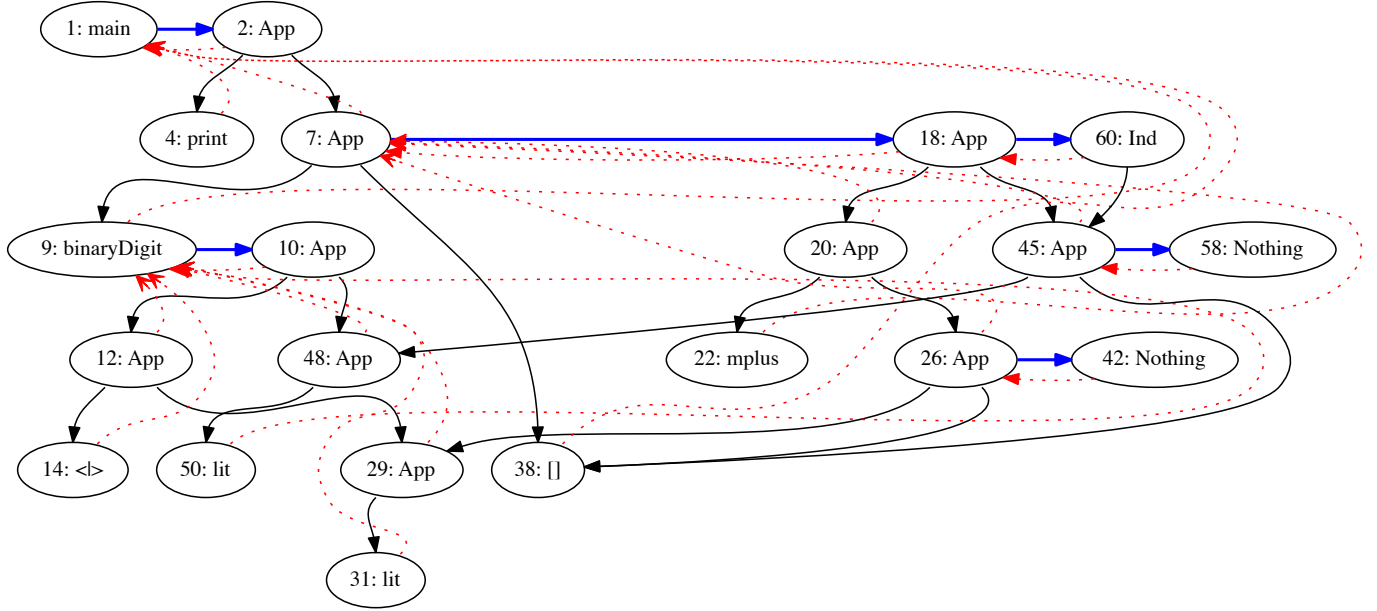 1: main
2: App
4: print
7: App
18: App
60: Ind
9: binaryDigit
10: App
20: App
45: App
58: Nothing
12: App
48: App
22: mplus
26: App
42: Nothing
14: <|>
50: lit
29: App
38: []
31: lit